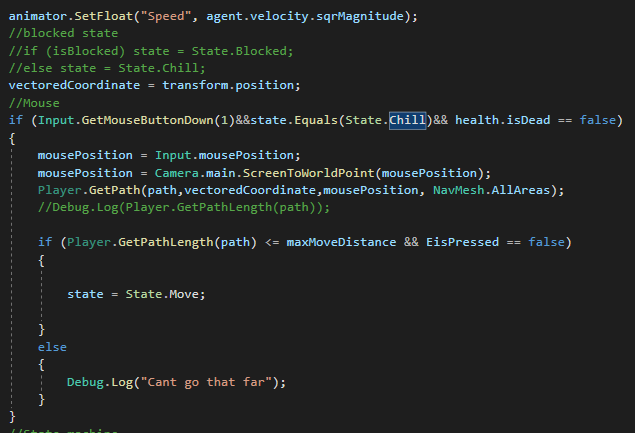 animator.SetFloat("Speed", agent.velocity.sqrMagnitude);
//blocked state
//if (isBlocked) state = State.Blocked;
//else state = State.Chill;
vectoredCoordinate = transform.position;
//Mouse
if (Input.GetMouseButtonDown(1)&&state.Equals(State.Chill)&& health.isDead == false)
{
mousePosition = Input.mousePosition;
mousePosition = Camera.main.ScreenToWorldPoint(mousePosition);
Player.GetPath(path,vectoredCoordinate,mousePosition, NavMesh.AllAreas);
//Debug.Log(Player.GetPathLength(path));
if (Player.GetPathLength(path) <= maxMoveDistance && EisPressed == false)
{
state = State.Move;
}
else
{
Debug.Log("Cant go that far");
}
}
//State machine